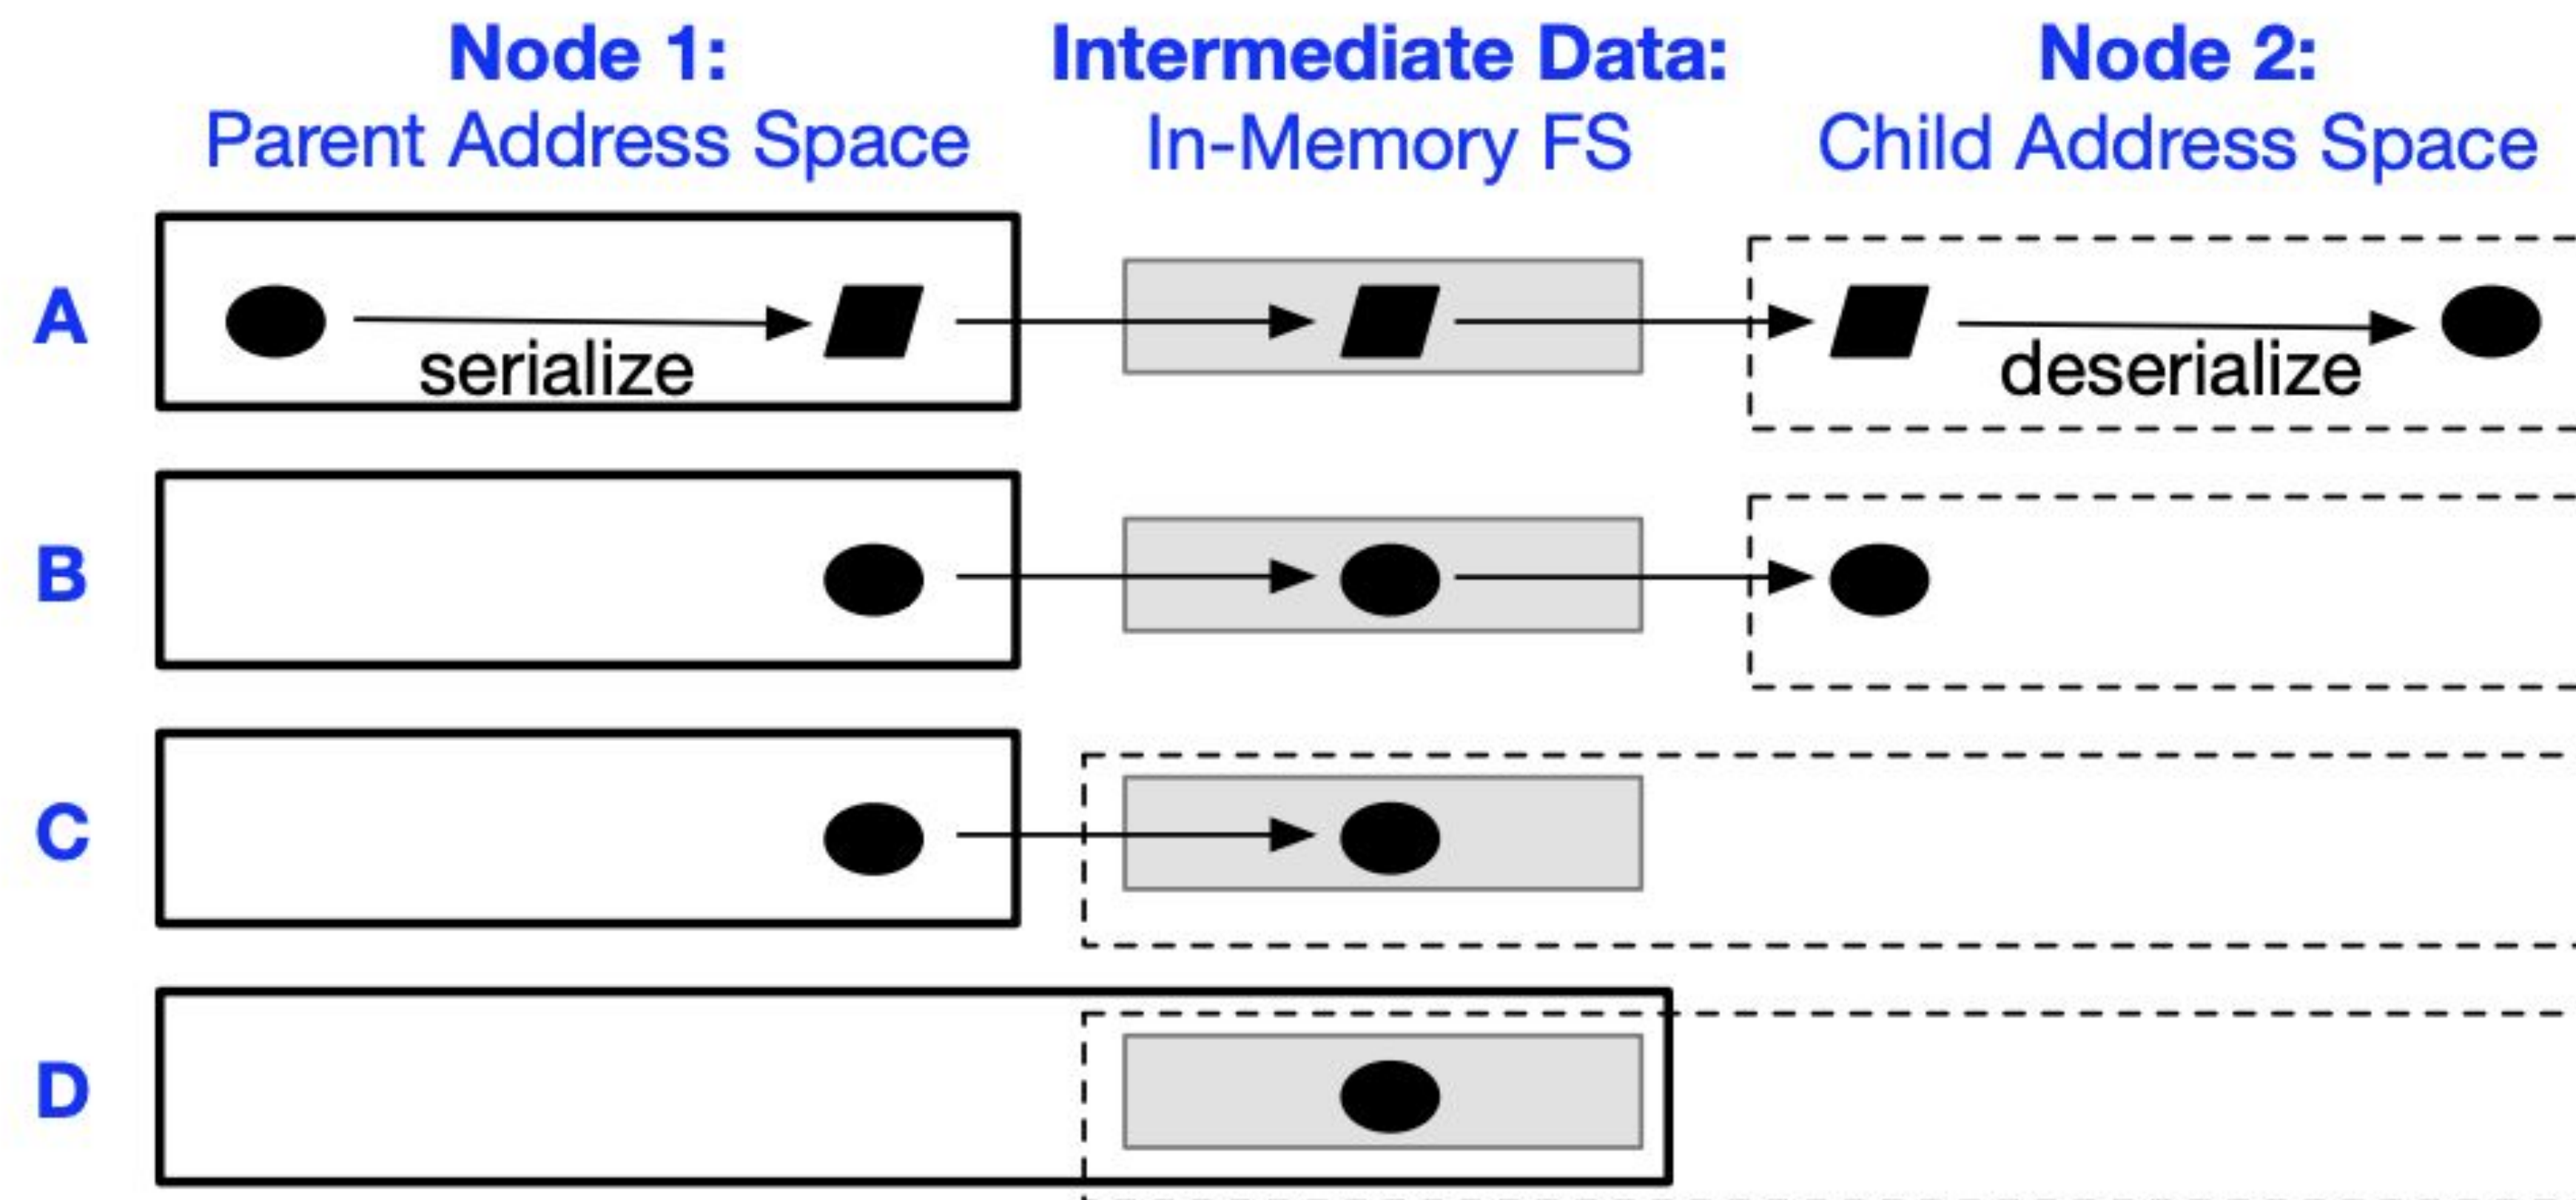 Node 1:
Parent Address Space
Intermediate Data:
In-Memory FS
Node 2:
Child Address Space
A
serialize
deserialize
B
C
D